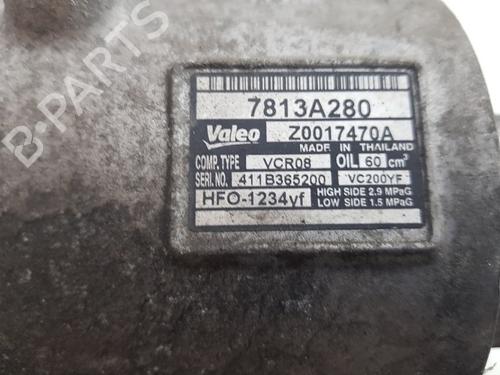 B-PARTS
7813A280
Valeo Z0017470A
MADE IN THAILAND
COMP. TYPE VCR08 OIL 60 cm³
SERI. NO. 411B365200 VC200YF
HFO-1234yf HIGH SIDE 2.9 MPaG
LOW SIDE 1.5 MPaG